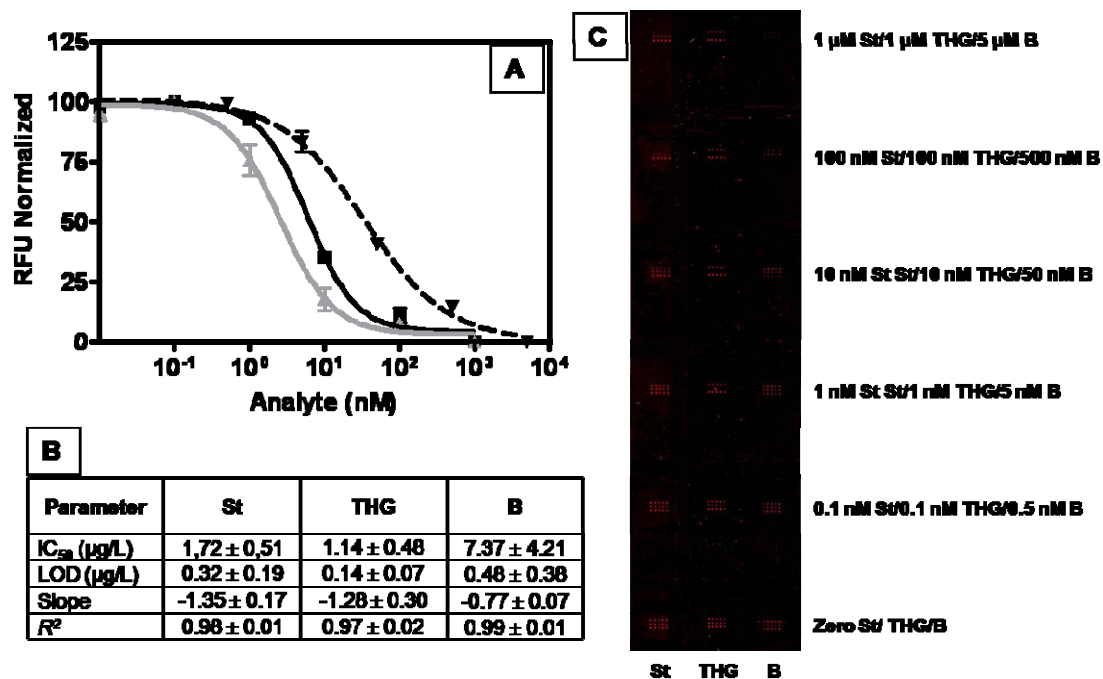 A
RFU Normalized
125
100
75
50
25
0
10-1
10⁰
10¹
10²
10³
10⁴
Analyte (nM)
B
Parameter St THG B
IC₅₀ (µg/L) 1,72 ± 0,51 1.14 ± 0.48 7.37 ± 4.21
LOD (µg/L) 0.32 ± 0.19 0.14 ± 0.07 0.48 ± 0.38
Slope -1.35 ± 0.17 -1.28 ± 0.30 -0.77 ± 0.07
R² 0.98 ± 0.01 0.97 ± 0.02 0.99 ± 0.01
C
1 µM St/1 µM THG/5 µM B
100 nM St/100 nM THG/500 nM B
10 nM St St/10 nM THG/50 nM B
1 nM St St/1 nM THG/5 nM B
0.1 nM St/0.1 nM THG/0.5 nM B
Zero St/ THG/B
St THG B